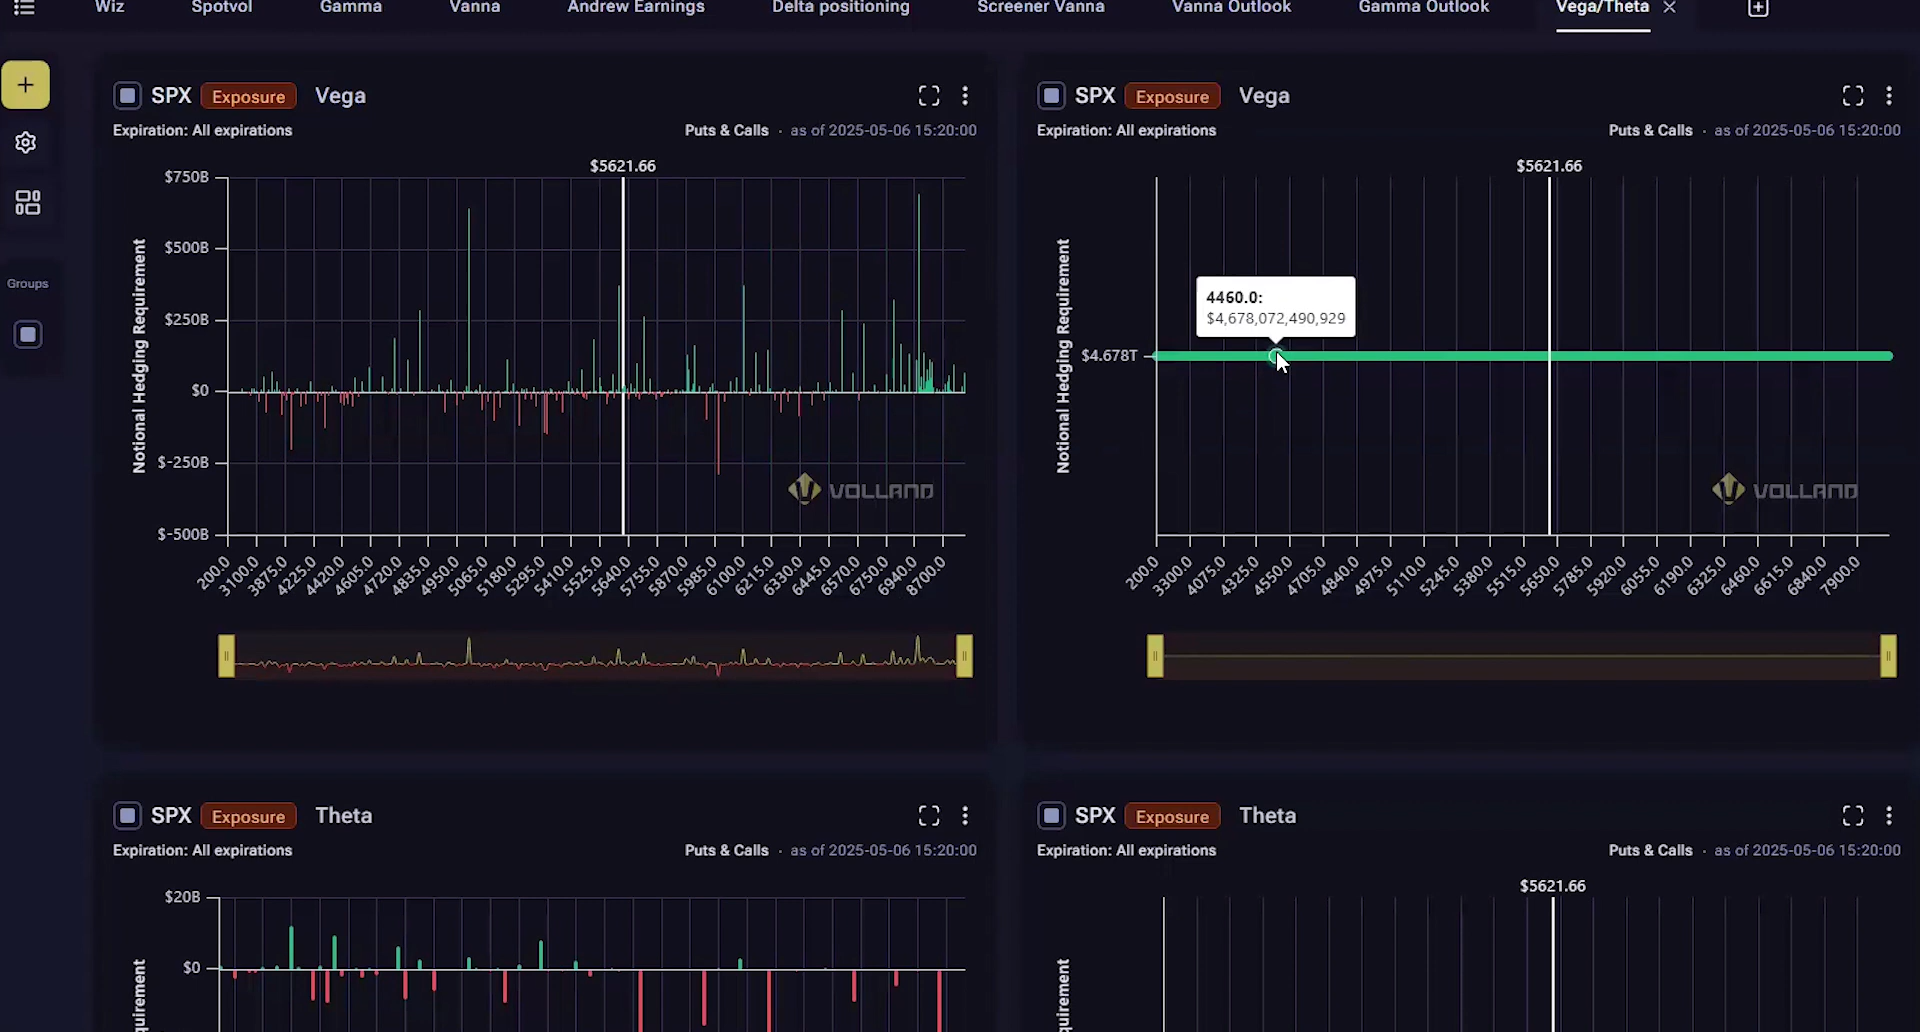 Wiz Spotvol Gamma Vanna Andrew Earnings Delta positioning Screener Vanna Vanna Outlook Gamma Outlook Vega/Theta
Groups
SPX Exposure Vega
Expiration: All expirations
Puts & Calls · as of 2025-05-06 15:20:00
$5621.66
Notional Hedging Requirement
$750B
$500B
$250B
$0
$-250B
$-500B
VOLLAND
200.0 3100.0 3875.0 4225.0 4420.0 4605.0 4720.0 4835.0 4950.0 5065.0 5180.0 5295.0 5410.0 5525.0 5640.0 5755.0 5870.0 5985.0 6100.0 6215.0 6330.0 6445.0 6570.0 6750.0 6940.0 8700.0
SPX Exposure Vega
Expiration: All expirations
Puts & Calls · as of 2025-05-06 15:20:00
$5621.66
Notional Hedging Requirement
4460.0:
$4,678,072,490,929
$4.678T
VOLLAND
200.0 3300.0 4075.0 4325.0 4550.0 4705.0 4840.0 4975.0 5110.0 5245.0 5380.0 5515.0 5650.0 5785.0 5920.0 6055.0 6190.0 6325.0 6460.0 6615.0 6840.0 7900.0
SPX Exposure Theta
Expiration: All expirations
Puts & Calls · as of 2025-05-06 15:20:00
$20B
$0
SPX Exposure Theta
Expiration: All expirations
Puts & Calls · as of 2025-05-06 15:20:00
$5621.66